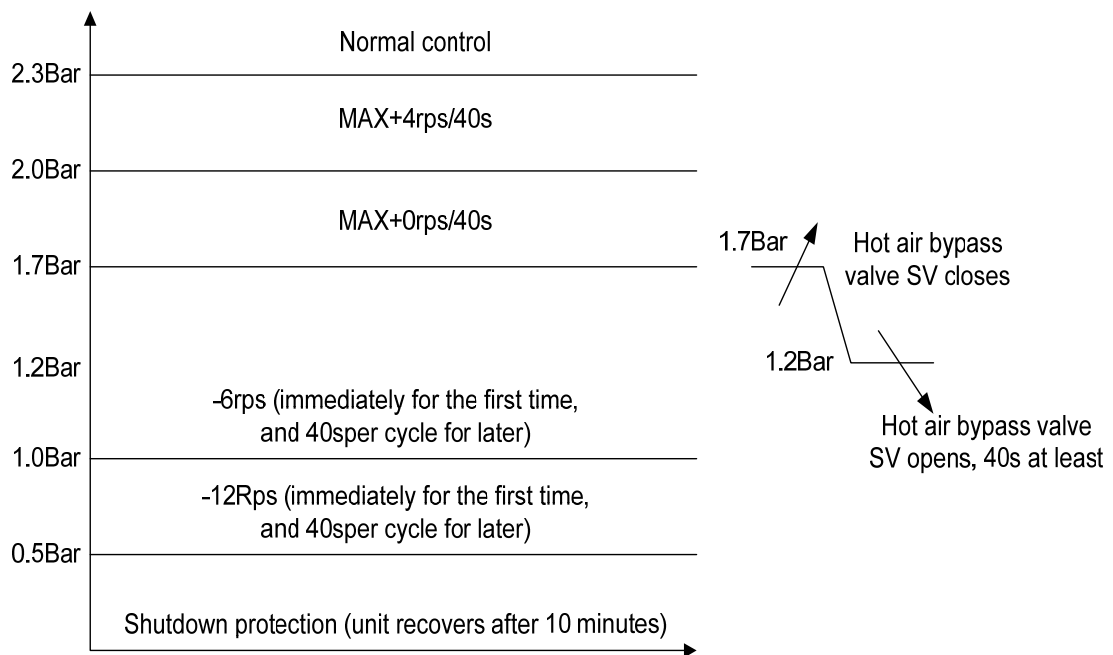 Normal control
2.3Bar
MAX+4rps/40s
2.0Bar
MAX+0rps/40s
1.7Bar
1.2Bar
-6rps (immediately for the first time,
and 40sper cycle for later)
1.0Bar
-12Rps (immediately for the first time,
and 40sper cycle for later)
0.5Bar
Shutdown protection (unit recovers after 10 minutes)
1.7Bar
Hot air bypass
valve SV closes
1.2Bar
Hot air bypass valve
SV opens, 40s at least